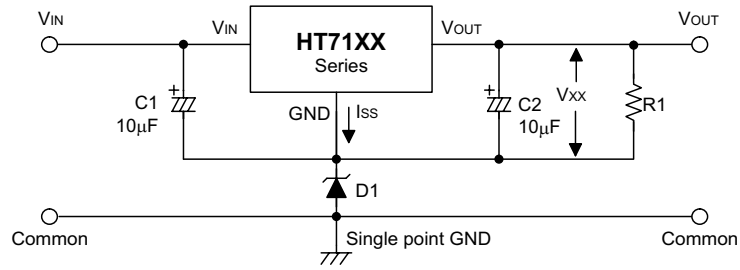 VIN
VIN
HT71XX
Series
VOUT
VOUT
C1
10μF
GND
ISS
C2
10μF
VXX
R1
D1
Common
Single point GND
Common